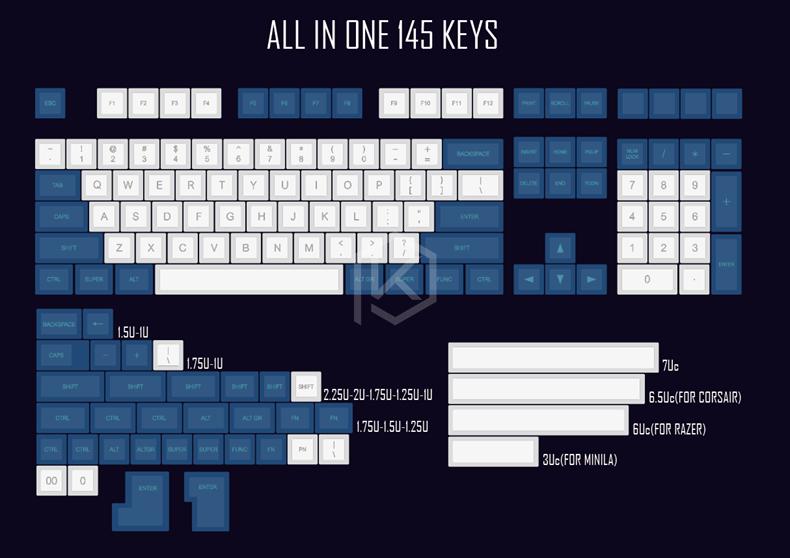 ALL IN ONE 145 KEYS
ESC F1 F2 F3 F4 F5 F6 F7 F8 F9 F10 F11 F12 PRINT SCROLL PAUSE
~ ! @ # $ % ^ & * ( ) _ +
` 1 2 3 4 5 6 7 8 9 0 - = BACKSPACE INSERT HOME PG UP NUM LOCK / * -
TAB Q W E R T Y U I O P { [ } ] | \ DELETE END PGDN 7 8 9 +
CAPS A S D F G H J K L : ; " ' ENTER 4 5 6
SHIFT Z X C V B N M < , > . ? / SHIFT ▲ 1 2 3 ENTER
CTRL SUPER ALT ALT GR SUPER FUNC CTRL ◄ ▼ ► 0 .
BACKSPACE ← 1.5U-1U
CAPS - + | \ 1.75U-1U
SHIFT SHIFT SHIFT SHIFT SHIFT SHIFT 2.25U-2U-1.75U-1.25U-1U
CTRL CTRL CTRL ALT ALT GR FN FN 1.75U-1.5U-1.25U
CTRL CTRL ALT ALTGR SUPER SUPER FUNC FN FN | \
00 0 ENTER ENTER
7Uc
6.5Uc(FOR CORSAIR)
6Uc(FOR RAZER)
3Uc(FOR MINILA)